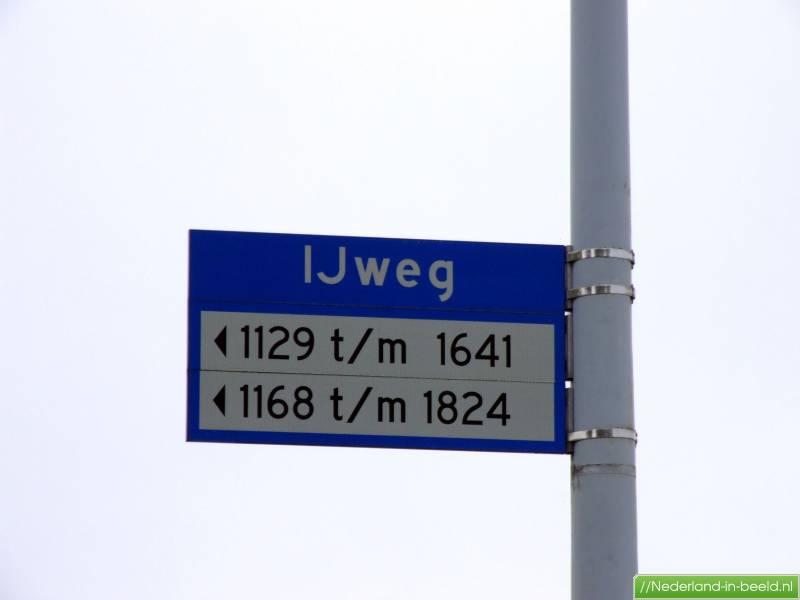 IJweg
1129 t/m 1641
1168 t/m 1824
//Nederland-in-beeld.nl